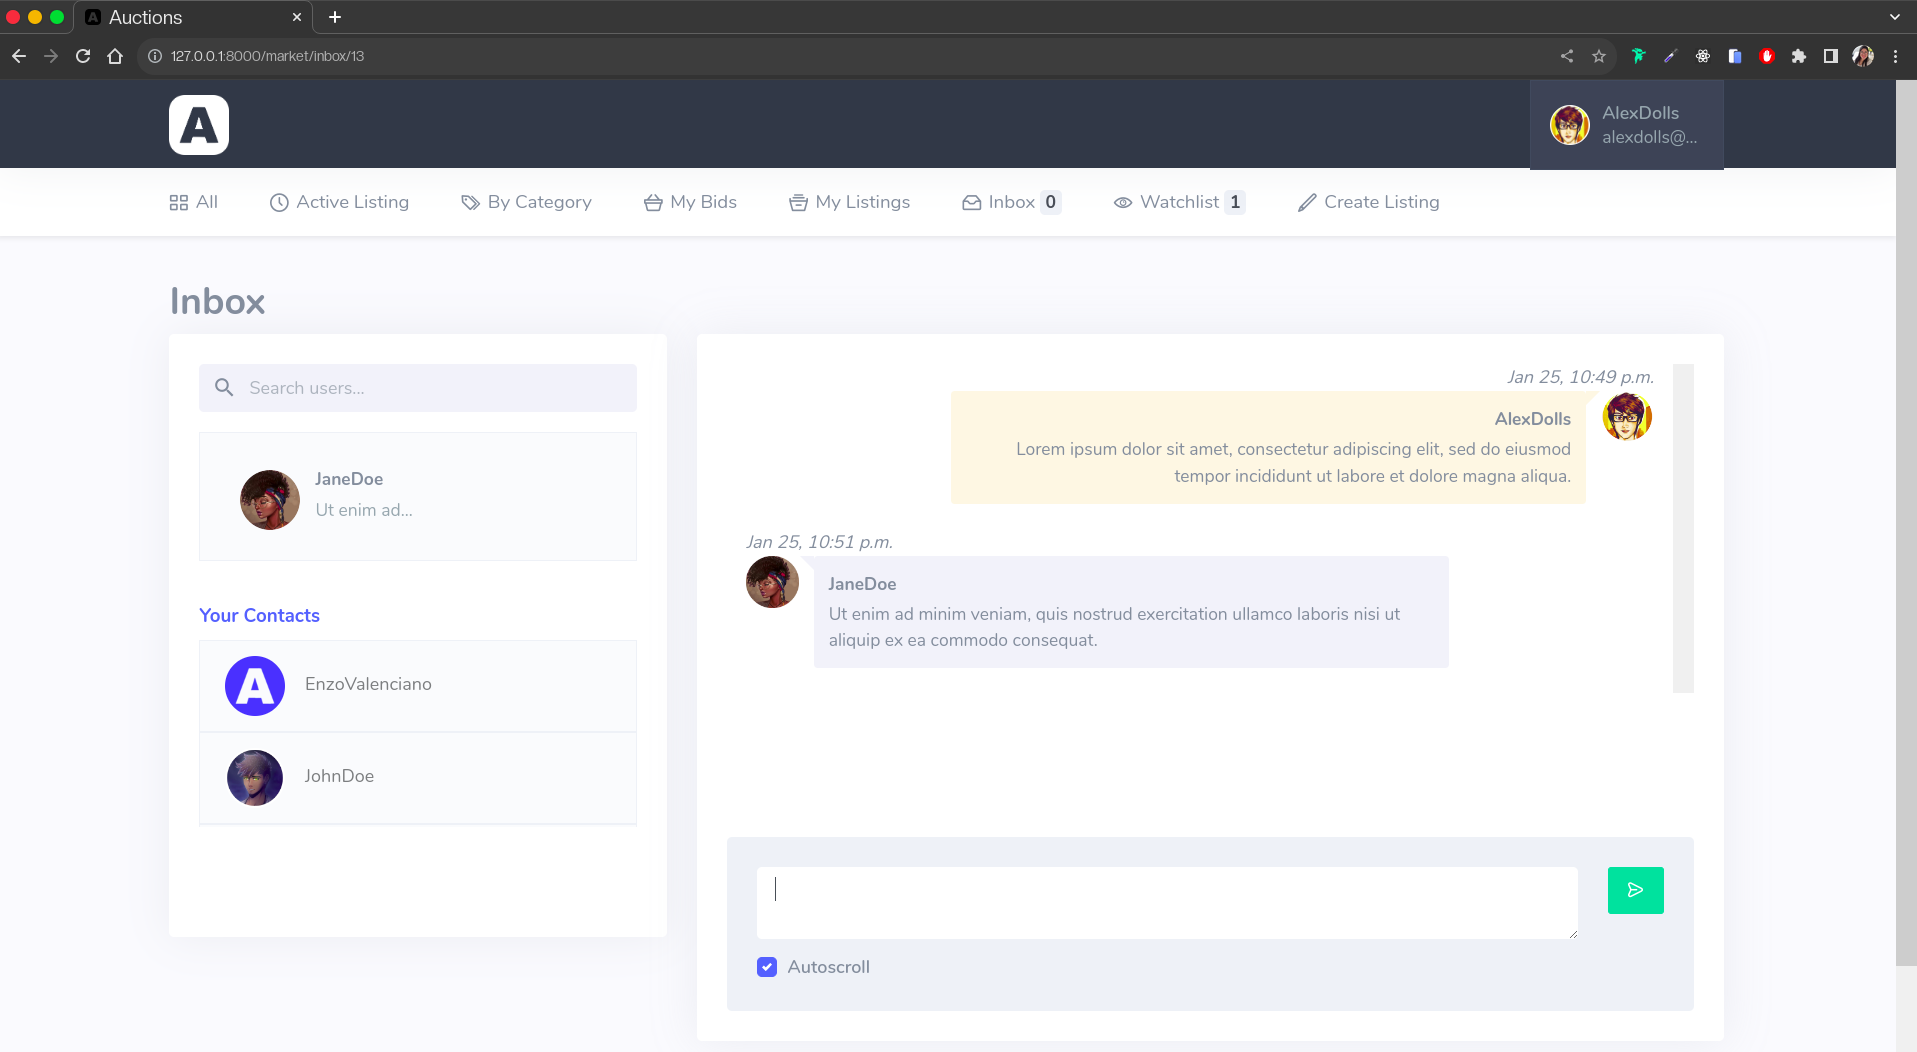 Auctions
127.0.0.1:8000/market/inbox/13
A
AlexDolls
alexdolls@...
All
Active Listing
By Category
My Bids
My Listings
Inbox 0
Watchlist 1
Create Listing
Inbox
Search users...
JaneDoe
Ut enim ad...
Your Contacts
A
EnzoValenciano
JohnDoe
Jan 25, 10:49 p.m.
AlexDolls
Lorem ipsum dolor sit amet, consectetur adipiscing elit, sed do eiusmod
tempor incididunt ut labore et dolore magna aliqua.
Jan 25, 10:51 p.m.
JaneDoe
Ut enim ad minim veniam, quis nostrud exercitation ullamco laboris nisi ut
aliquip ex ea commodo consequat.
Autoscroll